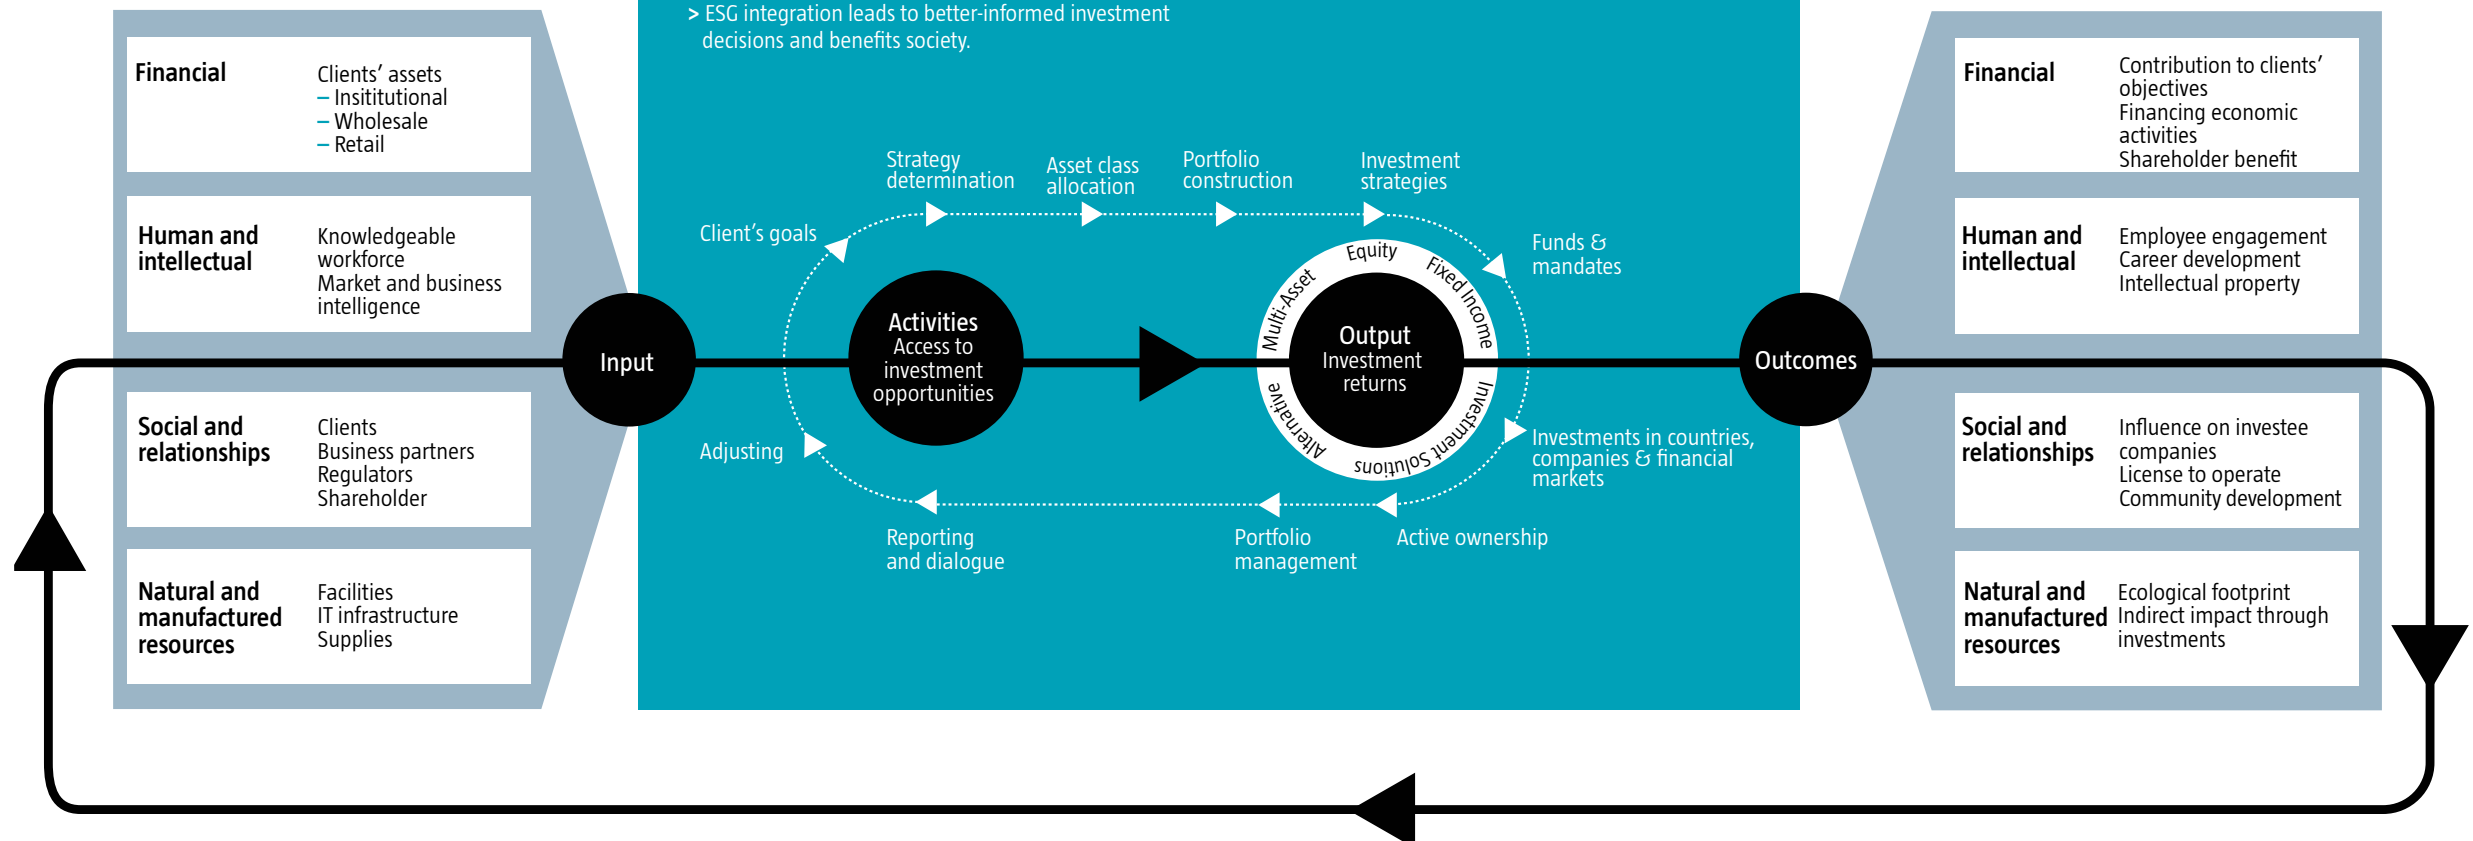 > ESG integration leads to better-informed investment
decisions and benefits society.
Financial
Clients’ assets
– Insititutional
– Wholesale
– Retail
Human and
intellectual
Knowledgeable
workforce
Market and business
intelligence
Social and
relationships
Clients
Business partners
Regulators
Shareholder
Natural and
manufactured
resources
Facilities
IT infrastructure
Supplies
Input
Client’s goals
Strategy
determination
Asset class
allocation
Portfolio
construction
Investment
strategies
Funds &
mandates
Investments in countries,
companies & financial
markets
Active ownership
Portfolio
management
Reporting
and dialogue
Adjusting
Activities
Access to
investment
opportunities
Multi-Asset
Equity
Fixed Income
Investment Solutions
Alternative
Output
Investment
returns
Outcomes
Financial
Contribution to clients’
objectives
Financing economic
activities
Shareholder benefit
Human and
intellectual
Employee engagement
Career development
Intellectual property
Social and
relationships
Influence on investee
companies
License to operate
Community development
Natural and
manufactured
resources
Ecological footprint
Indirect impact through
investments